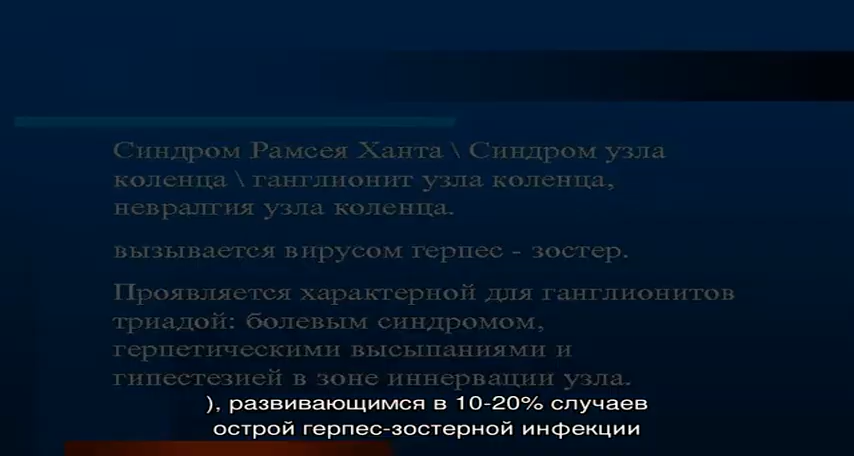 Синдром Рамсея Ханта \ Синдром узла
коленца \ ганглионит узла коленца,
невралгия узла коленца.
вызывается вирусом герпес - зостер.
Проявляется характерной для ганглионитов
триадой: болевым синдромом,
герпетическими высыпаниями и
гипестезией в зоне иннервации узла.
), развивающимся в 10-20% случаев
острой герпес-зостерной инфекции